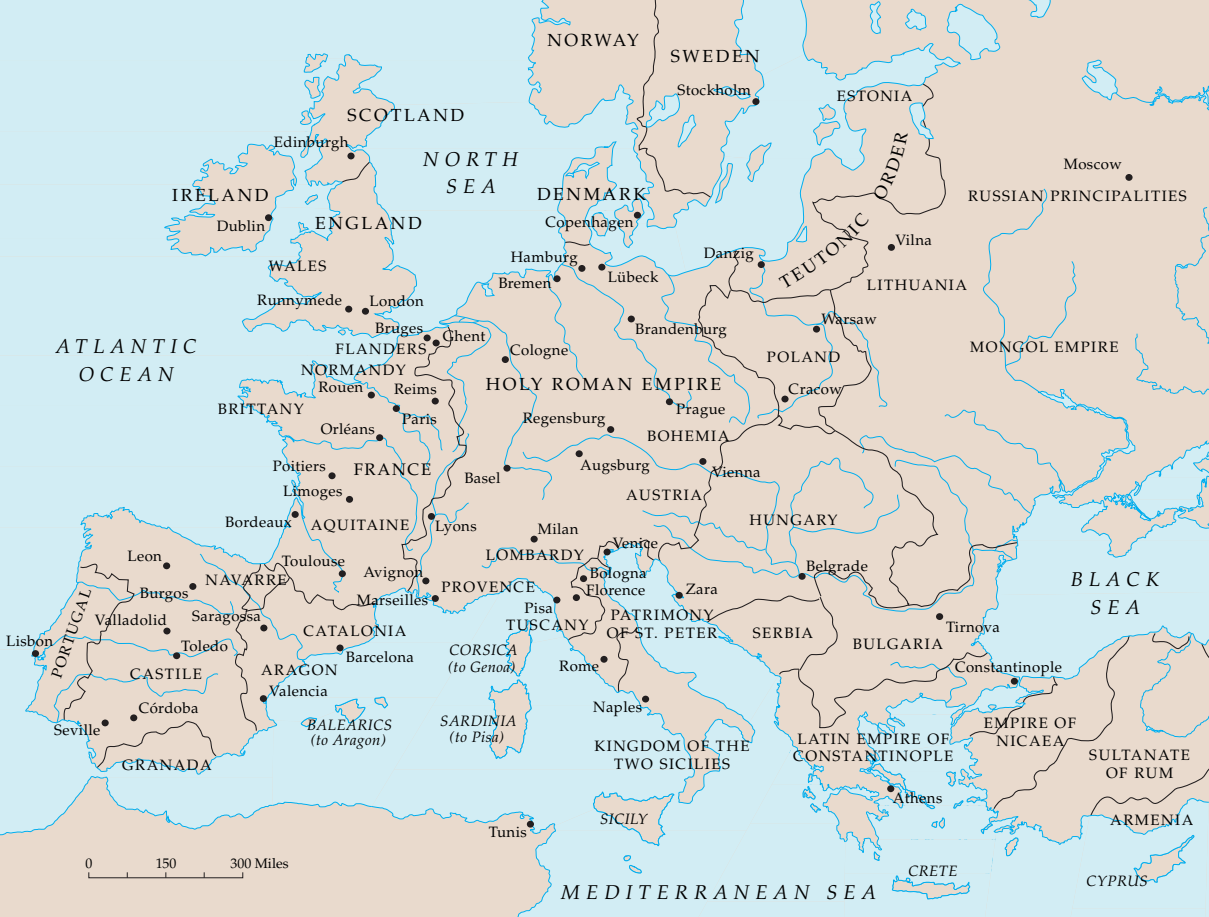 NORWAY
SWEDEN
Stockholm
ESTONIA
SCOTLAND
Edinburgh
NORTH
SEA
Moscow
RUSSIAN PRINCIPALITIES
IRELAND
Dublin
DENMARK
Copenhagen
TEUTONIC ORDER
ENGLAND
Vilna
WALES
Hamburg
Lübeck
Bremen
Danzig
LITHUANIA
Runnymede
London
Brandenburg
Warsaw
Bruges
Ghent
FLANDERS
Cologne
POLAND
MONGOL EMPIRE
ATLANTIC
OCEAN
NORMANDY
Rouen
Reims
HOLY ROMAN EMPIRE
Cracow
BRITTANY
Paris
Prague
Orléans
Regensburg
BOHEMIA
Poitiers
FRANCE
Augsburg
Vienna
Limoges
Basel
AUSTRIA
Bordeaux
AQUITAINE
Lyons
HUNGARY
Milan
LOMBARDY
Venice
Leon
Toulouse
Avignon
PROVENCE
Bologna
Belgrade
BLACK
SEA
Burgos
NAVARRE
Marseilles
Florence
Zara
PORTUGAL
Valladolid
Saragossa
Pisa
TUSCANY
PATRIMONY
OF ST. PETER
SERBIA
Tirnova
BULGARIA
Lisbon
Toledo
CATALONIA
Barcelona
CORSICA
(to Genoa)
Rome
Constantinople
CASTILE
ARAGON
Valencia
Naples
Seville
Córdoba
BALEARICS
(to Aragon)
SARDINIA
(to Pisa)
EMPIRE OF
NICAEA
KINGDOM OF THE
TWO SICILIES
LATIN EMPIRE OF
CONSTANTINOPLE
SULTANATE
OF RUM
GRANADA
Athens
SICILY
ARMENIA
Tunis
0 150 300 Miles
CRETE
CYPRUS
MEDITERRANEAN SEA